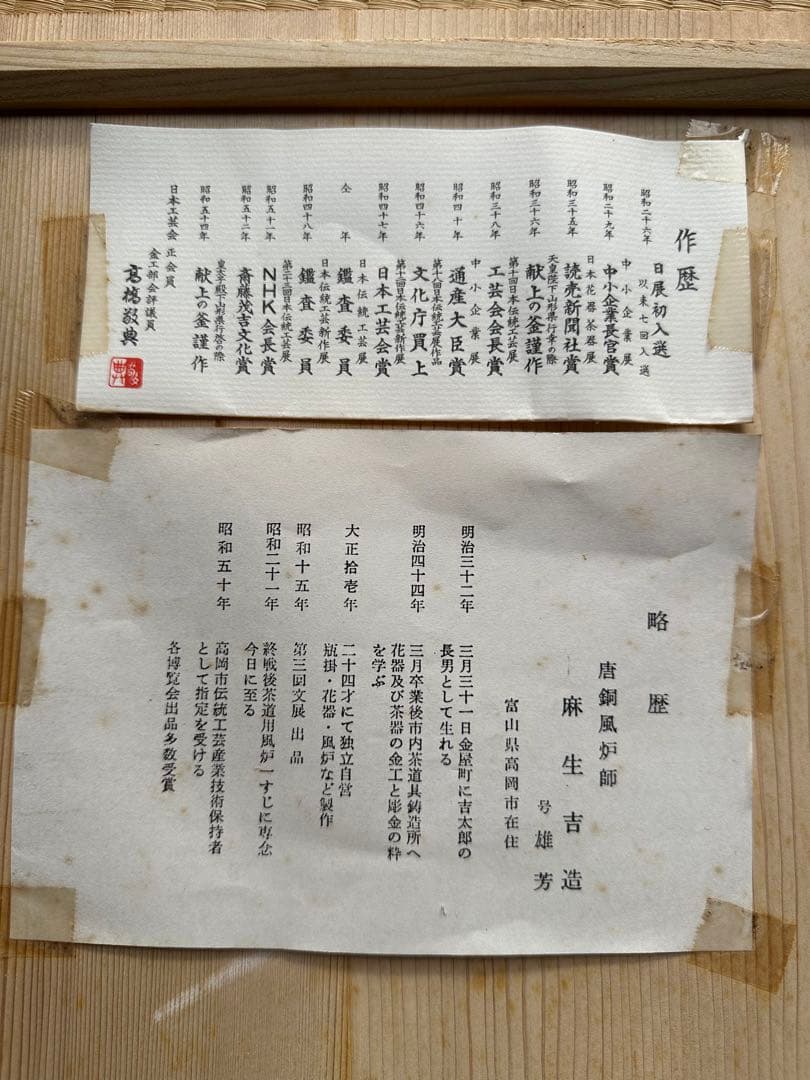 作歴
昭和二十六年 日展初入選
以来七回入選
中小企業展
昭和二十九年 中小企業長官賞
日本花器茶器展
昭和三十五年 読売新聞社賞
天皇陛下山形県行幸の際
昭和三十六年 献上の釜謹作
第十回日本伝統工芸展
昭和三十八年 工芸会会長賞
中小企業展
昭和四十年 通産大臣賞
第十六回日本伝統工芸展作品
昭和四十六年 文化庁買上
第十二回日本伝統工芸新作展
昭和四十七年 日本工芸会賞
日本伝統工芸展
仝年 鑑査委員
日本伝統工芸新作展
昭和四十八年 鑑査委員
第二十三回日本伝統工芸展
昭和五十一年 NHK会長賞
昭和五十二年 斎藤茂吉文化賞
皇太子殿下山形県行啓の際
昭和五十四年 献上の釜謹作
日本工芸会 正会員
金工部会評議員
高橋敬典
略歴
唐銅風炉師
麻生吉造
号 雄芳
富山県高岡市在住
明治三十二年 三月三十一日金屋町に吉太郎の
長男として生れる
明治四十四年 三月卒業後市内茶道具鋳造所へ
花器及び茶器の金工と彫金の粋
を学ぶ
大正拾壱年 二十四才にて独立自営
瓶掛・花器・風炉など製作
昭和十五年 第三回文展出品
昭和二十一年 終戦後茶道用風炉一すじに専念
今日に至る
昭和五十年 高岡市伝統工芸産業技術保持者
として指定を受ける
各博覧会出品多数受賞